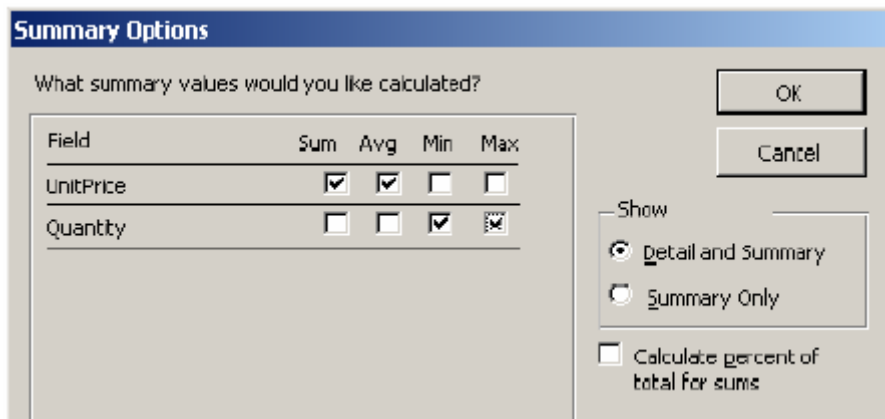 Summary Options
What summary values would you like calculated?
OK
Cancel
Field Sum Avg Min Max
UnitPrice
Quantity
Show
Detail and Summary
Summary Only
Calculate percent of
total for sums